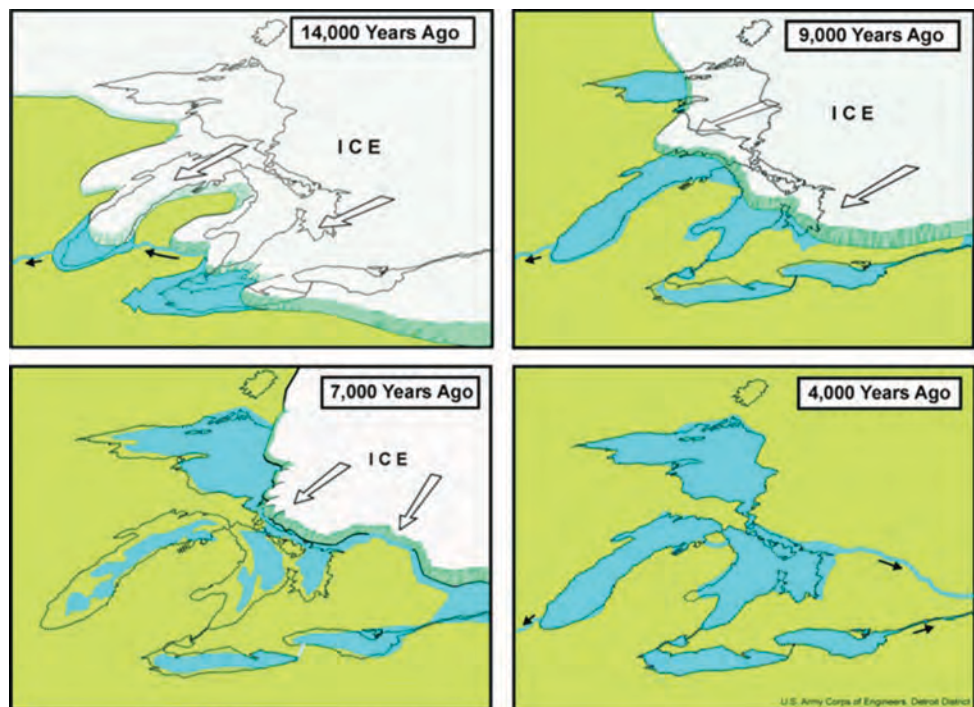 14,000 Years Ago
ICE
9,000 Years Ago
ICE
7,000 Years Ago
ICE
4,000 Years Ago
U.S. Army Corps of Engineers, Detroit District